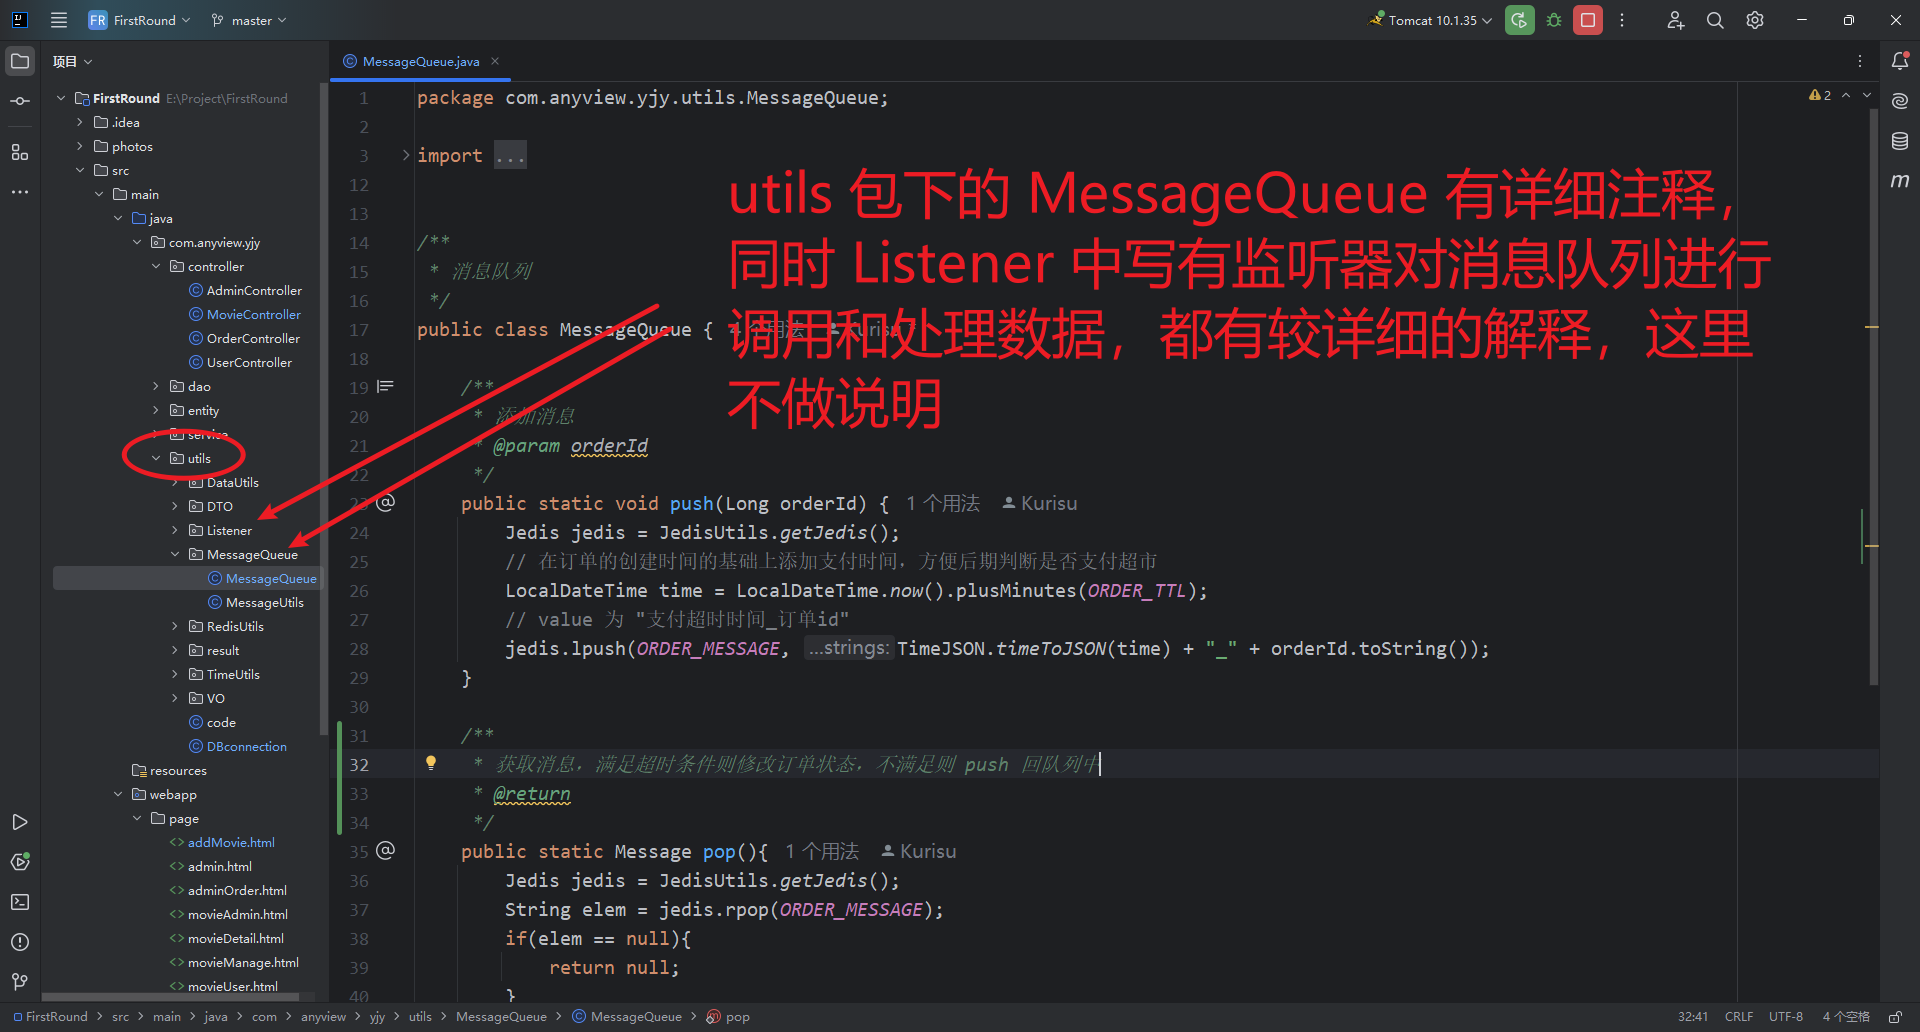 FR FirstRound master Tomcat 10.1.35
项目
FirstRound E:\Project\FirstRound
.idea
photos
src
main
java
com.anyview.yjy
controller
AdminController
MovieController
OrderController
UserController
dao
entity
service
utils
DataUtils
DTO
Listener
MessageQueue
MessageQueue
MessageUtils
RedisUtils
result
TimeUtils
VO
code
DBconnection
resources
webapp
page
addMovie.html
admin.html
adminOrder.html
movieAdmin.html
movieDetail.html
movieManage.html
movieUser.html
MessageQueue.java
2
1 package com.anyview.yjy.utils.MessageQueue;
2
3 import ...
12
13
14 /**
15 * 消息队列
16 */
17 public class MessageQueue { 4 个用法 Kurisu *
18
19 /**
20 * 添加消息
21 * @param orderId
22 */
23 public static void push(Long orderId) { 1 个用法 Kurisu
24 Jedis jedis = JedisUtils.getJedis();
25 // 在订单的创建时间的基础上添加支付时间，方便后期判断是否支付超市
26 LocalDateTime time = LocalDateTime.now().plusMinutes(ORDER_TTL);
27 // value 为 "支付超时时间_订单id"
28 jedis.lpush(ORDER_MESSAGE, ...strings: TimeJSON.timeToJSON(time) + "_" + orderId.toString());
29 }
30
31 /**
32 * 获取消息，满足超时条件则修改订单状态，不满足则 push 回队列中
33 * @return
34 */
35 public static Message pop(){ 1 个用法 Kurisu
36 Jedis jedis = JedisUtils.getJedis();
37 String elem = jedis.rpop(ORDER_MESSAGE);
38 if(elem == null){
39 return null;
40 }
utils 包下的 MessageQueue 有详细注释，
同时 Listener 中写有监听器对消息队列进行
调用和处理数据，都有较详细的解释，这里
不做说明
m
FirstRound > src > main > java > com > anyview > yjy > utils > MessageQueue > MessageQueue > pop 32:41 CRLF UTF-8 4 个空格